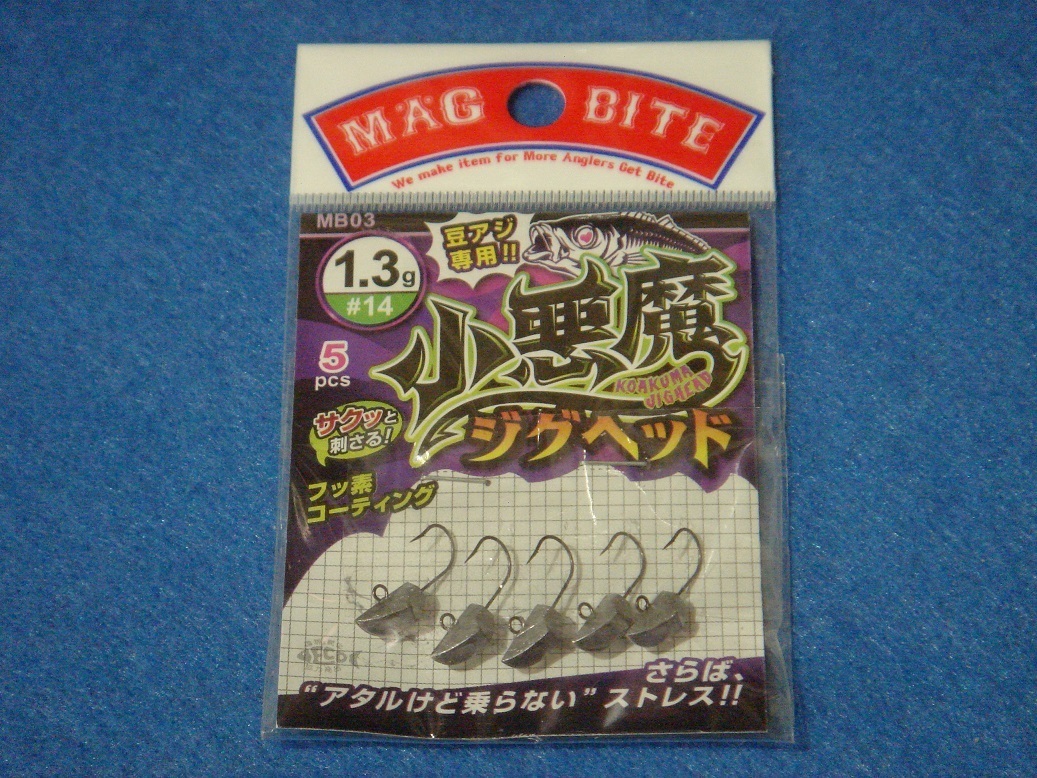 MAG BITE
We make item for More Anglers Get Bite
MB03
1.3g
#14
豆アジ
専用!!
小悪魔
KOAKUMA
JIGHEAD
ジグヘッド
5
pcs
サクッと
刺さる!
フッ素
コーティング
さらば、
"アタルけど乗らない" ストレス!!